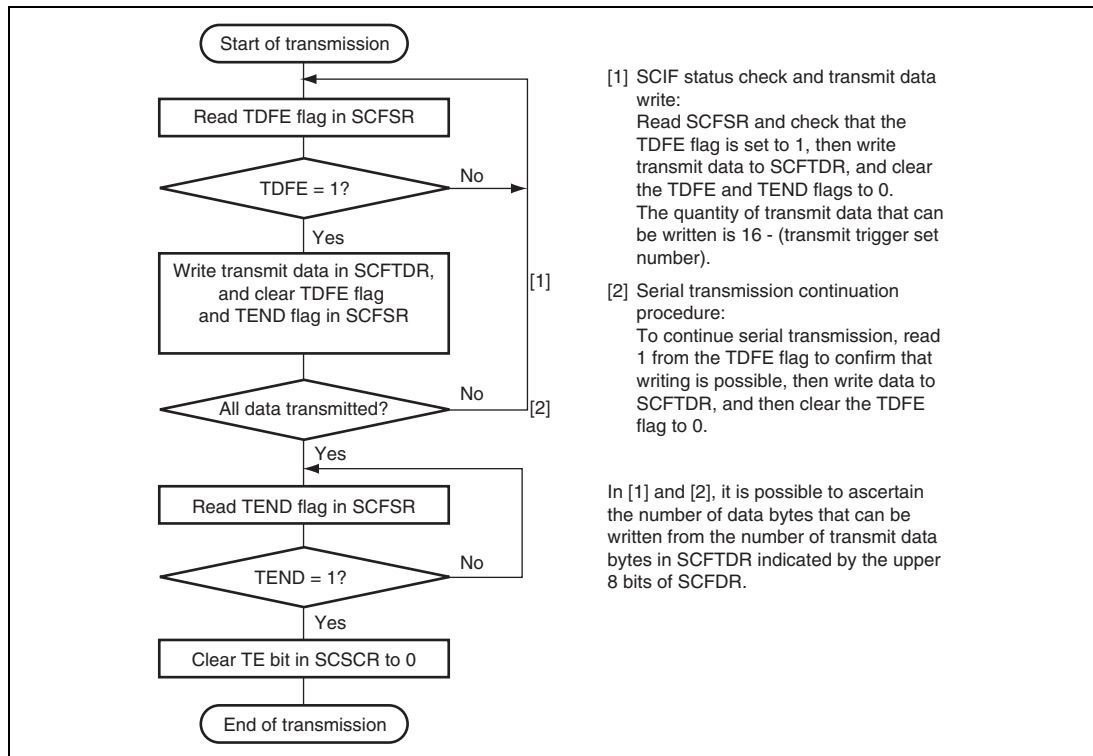 Start of transmission
Read TDFE flag in SCFSR
TDFE = 1?
No
Yes
Write transmit data in SCFTDR,
and clear TDFE flag
and TEND flag in SCFSR
[1]
All data transmitted?
No
[2]
Yes
Read TEND flag in SCFSR
TEND = 1?
No
Yes
Clear TE bit in SCSCR to 0
End of transmission
[1] SCIF status check and transmit data
write:
Read SCFSR and check that the
TDFE flag is set to 1, then write
transmit data to SCFTDR, and clear
the TDFE and TEND flags to 0.
The quantity of transmit data that can
be written is 16 - (transmit trigger set
number).
[2] Serial transmission continuation
procedure:
To continue serial transmission, read
1 from the TDFE flag to confirm that
writing is possible, then write data to
SCFTDR, and then clear the TDFE
flag to 0.
In [1] and [2], it is possible to ascertain
the number of data bytes that can be
written from the number of transmit data
bytes in SCFTDR indicated by the upper
8 bits of SCFDR.